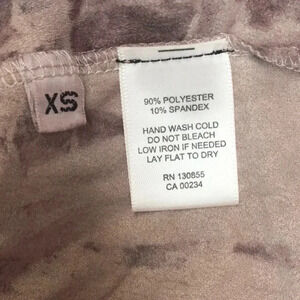 XS
90% POLYESTER
10% SPANDEX
HAND WASH COLD
DO NOT BLEACH
LOW IRON IF NEEDED
LAY FLAT TO DRY
RN 130855
CA 00234